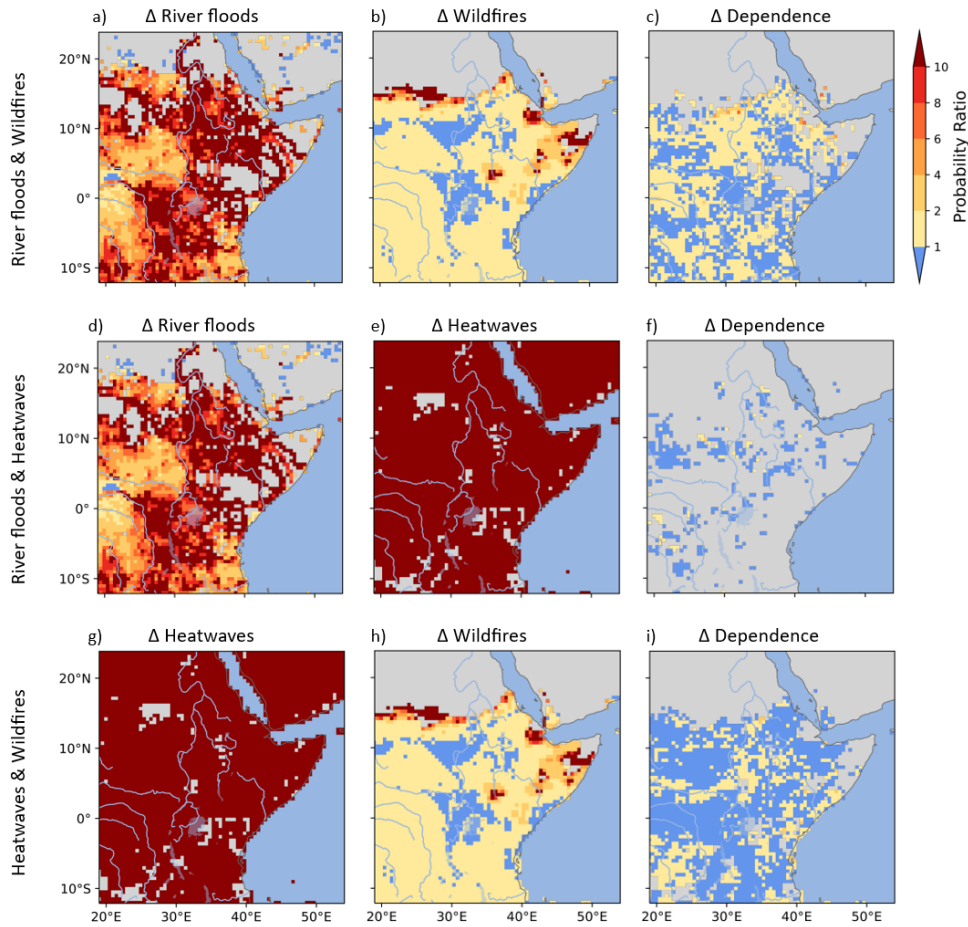 a) Δ River floods
b) Δ Wildfires
c) Δ Dependence
River floods & Wildfires
20°N
10°N
0°
10°S
10
8
6
4
2
1
Probability Ratio
d) Δ River floods
e) Δ Heatwaves
f) Δ Dependence
River floods & Heatwaves
20°N
10°N
0°
10°S
g) Δ Heatwaves
h) Δ Wildfires
i) Δ Dependence
Heatwaves & Wildfires
20°N
10°N
0°
10°S
20°E 30°E 40°E 50°E
20°E 30°E 40°E 50°E
20°E 30°E 40°E 50°E